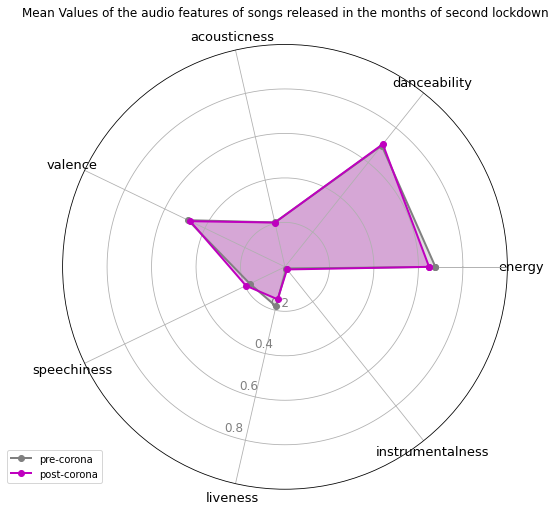 Mean Values of the audio features of songs released in the months of second lockdown
acousticness
danceability
valence
energy
2
0.4
0.6
0.8
speechiness
instrumentalness
liveness
pre-corona
post-corona